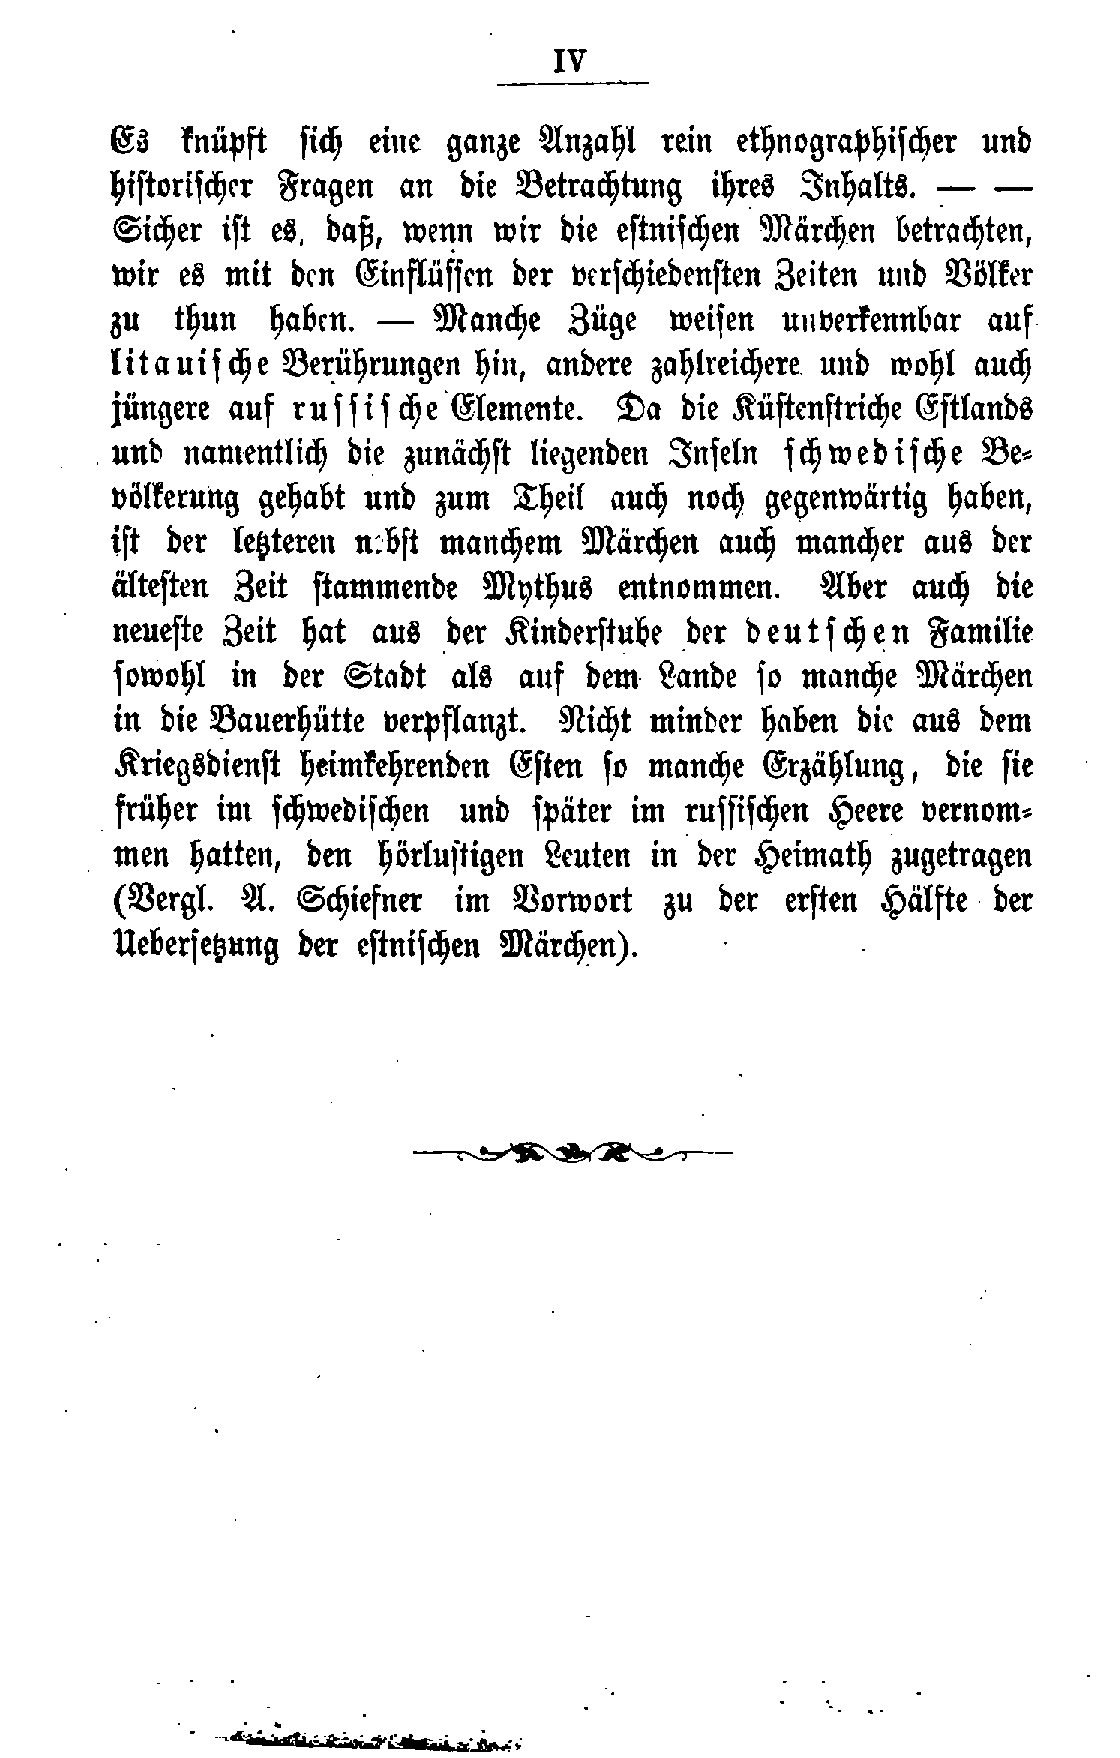 IV
Es knüpft sich eine ganze Anzahl rein ethnographischer und
historischer Fragen an die Betrachtung ihres Inhalts. — —
Sicher ist es, daß, wenn wir die estnischen Märchen betrachten,
wir es mit den Einflüssen der verschiedensten Zeiten und Völker
zu thun haben. — Manche Züge weisen unverkennbar auf
litauische Berührungen hin, andere zahlreichere und wohl auch
jüngere auf russische Elemente. Da die Küstenstriche Estlands
und namentlich die zunächst liegenden Inseln schwedische Be-
völkerung gehabt und zum Theil auch noch gegenwärtig haben,
ist der letzteren nebst manchem Märchen auch mancher aus der
ältesten Zeit stammende Mythus entnommen. Aber auch die
neueste Zeit hat aus der Kinderstube der deutschen Familie
sowohl in der Stadt als auf dem Lande so manche Märchen
in die Bauerhütte verpflanzt. Nicht minder haben die aus dem
Kriegsdienst heimkehrenden Esten so manche Erzählung, die sie
früher im schwedischen und später im russischen Heere vernom-
men hatten, den hörlustigen Leuten in der Heimath zugetragen
(Vergl. A. Schiefner im Vorwort zu der ersten Hälfte der
Uebersetzung der estnischen Märchen).